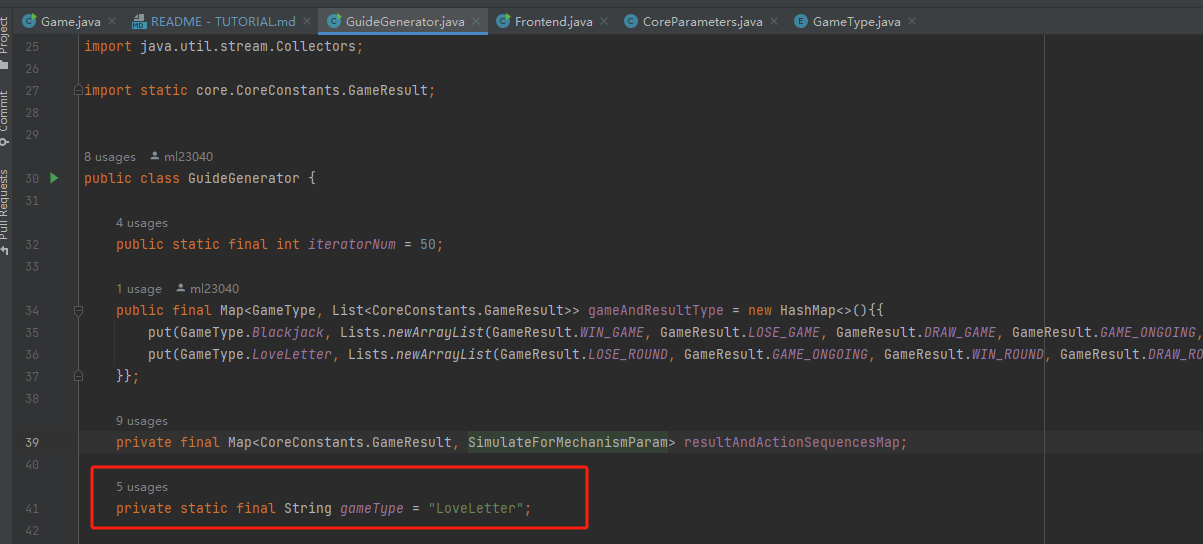 Game.java
README - TUTORIAL.md
GuideGenerator.java
Frontend.java
CoreParameters.java
GameType.java
Project
Commit
Pull Requests
25 import java.util.stream.Collectors;
26
27 import static core.CoreConstants.GameResult;
28
29
8 usages ml23040
30 public class GuideGenerator {
31
4 usages
32 public static final int iteratorNum = 50;
33
1 usage ml23040
34 public final Map<GameType, List<CoreConstants.GameResult>> gameAndResultType = new HashMap<>(){{
35 put(GameType.Blackjack, Lists.newArrayList(GameResult.WIN_GAME, GameResult.LOSE_GAME, GameResult.DRAW_GAME, GameResult.GAME_ONGOING,
36 put(GameType.LoveLetter, Lists.newArrayList(GameResult.LOSE_ROUND, GameResult.GAME_ONGOING, GameResult.WIN_ROUND, GameResult.DRAW_RO
37 }};
38
9 usages
39 private final Map<CoreConstants.GameResult, SimulateForMechanismParam> resultAndActionSequencesMap;
40
5 usages
41 private static final String gameType = "LoveLetter";
42